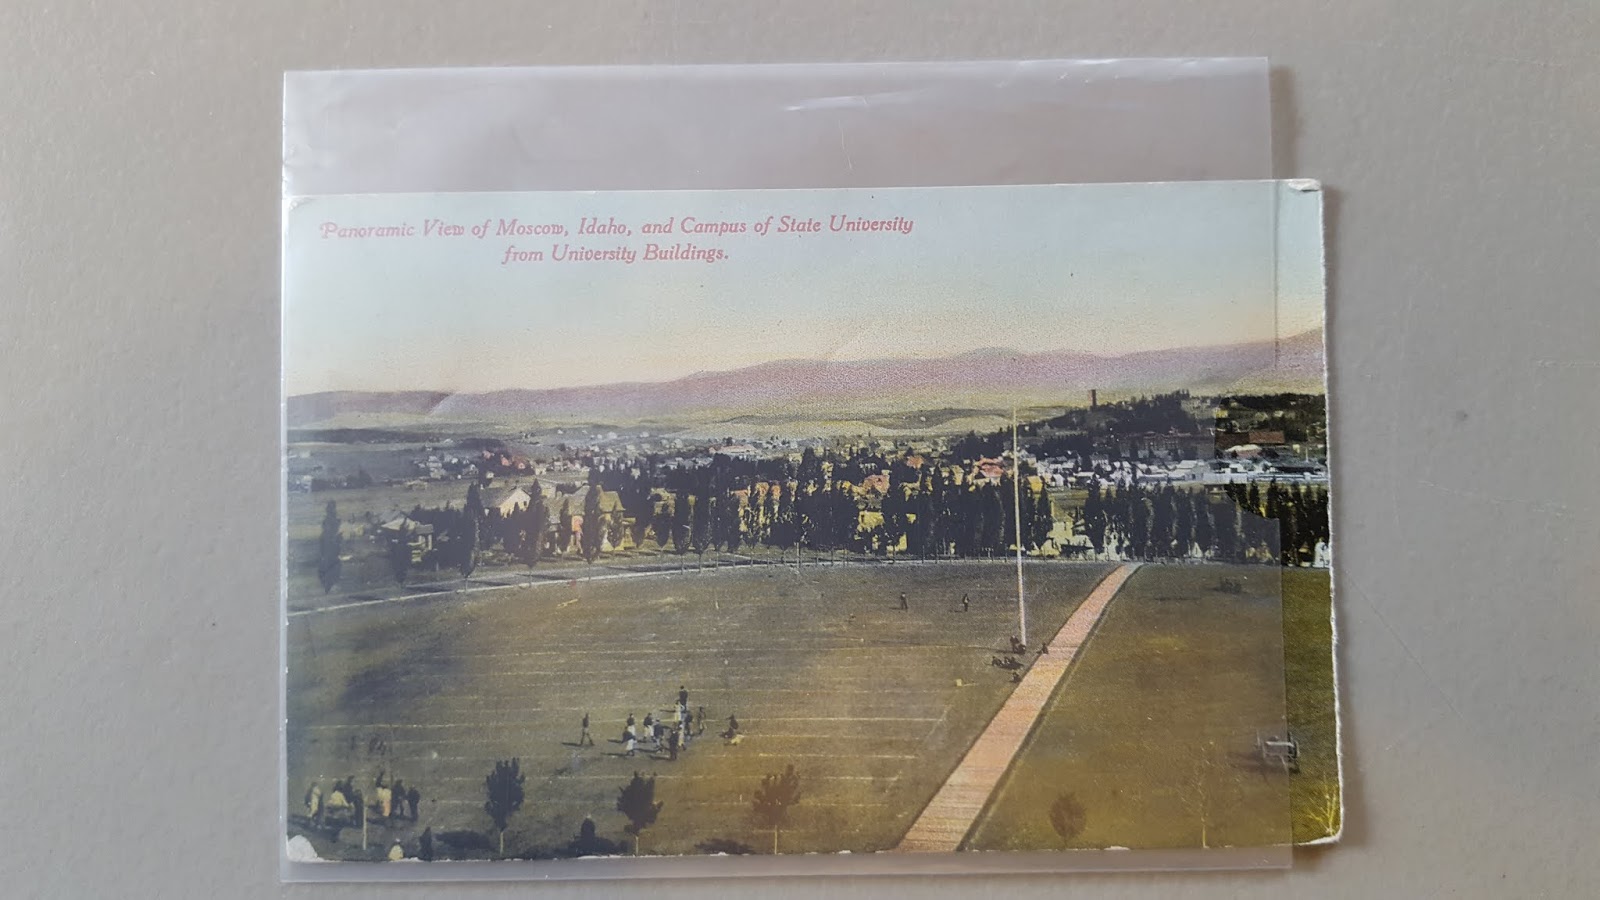 Panoramic View of Moscow, Idaho, and Campus of State University
from University Buildings.